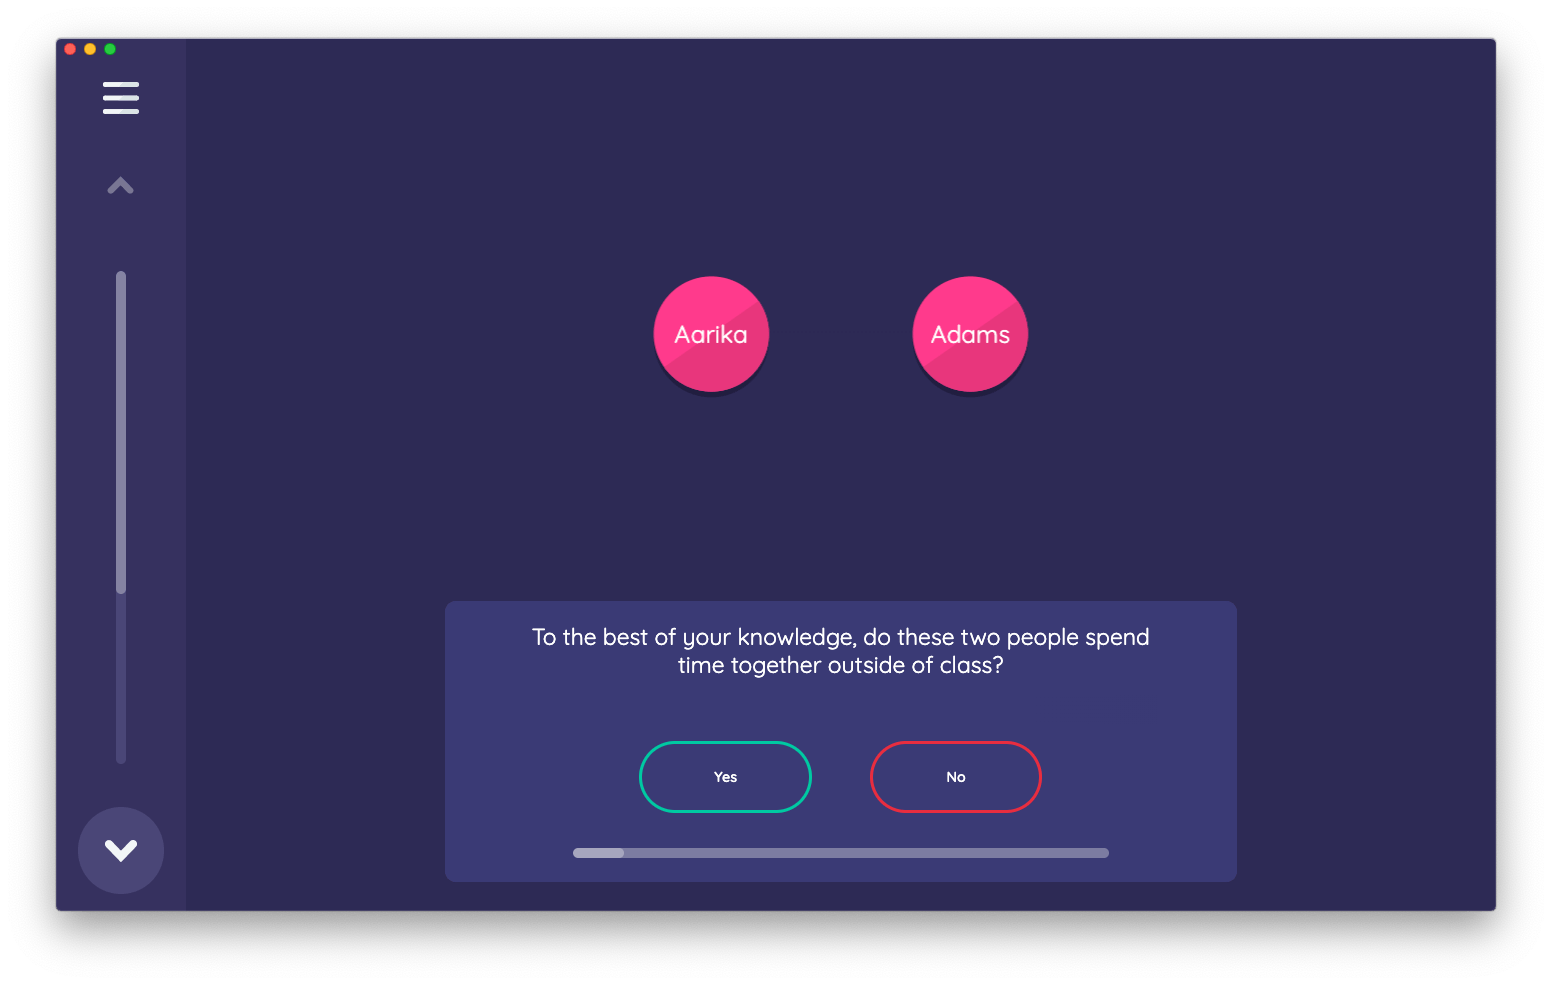 Aarika
Adams
To the best of your knowledge, do these two people spend
time together outside of class?
Yes
No